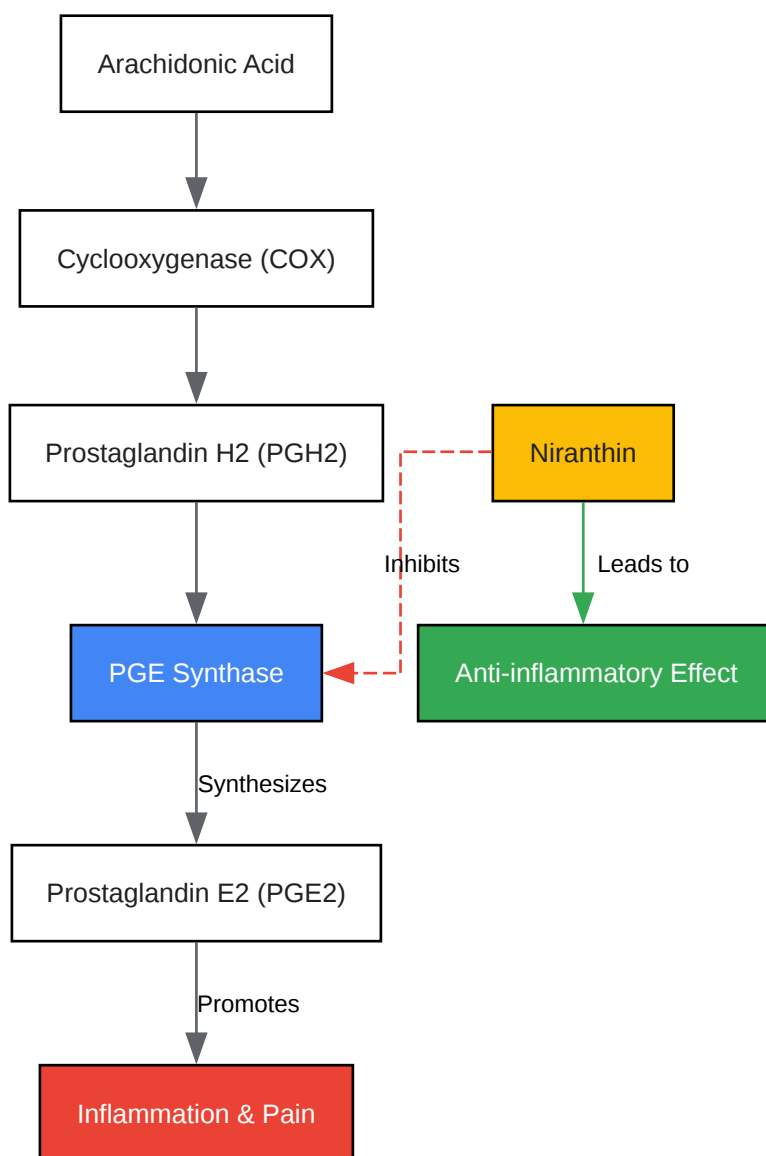 Arachidonic Acid
Cyclooxygenase (COX)
Prostaglandin H2 (PGH2)
Niranthin
Inhibits
Leads to
PGE Synthase
Anti-inflammatory Effect
Synthesizes
Prostaglandin E2 (PGE2)
Promotes
Inflammation & Pain